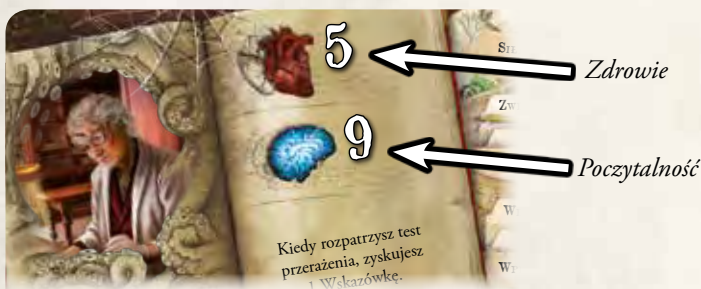 5
Zdrowie
9
Poczytalność
Kiedy rozpatrzysz test
przerażenia, zyskujesz
1 Wskazówkę.